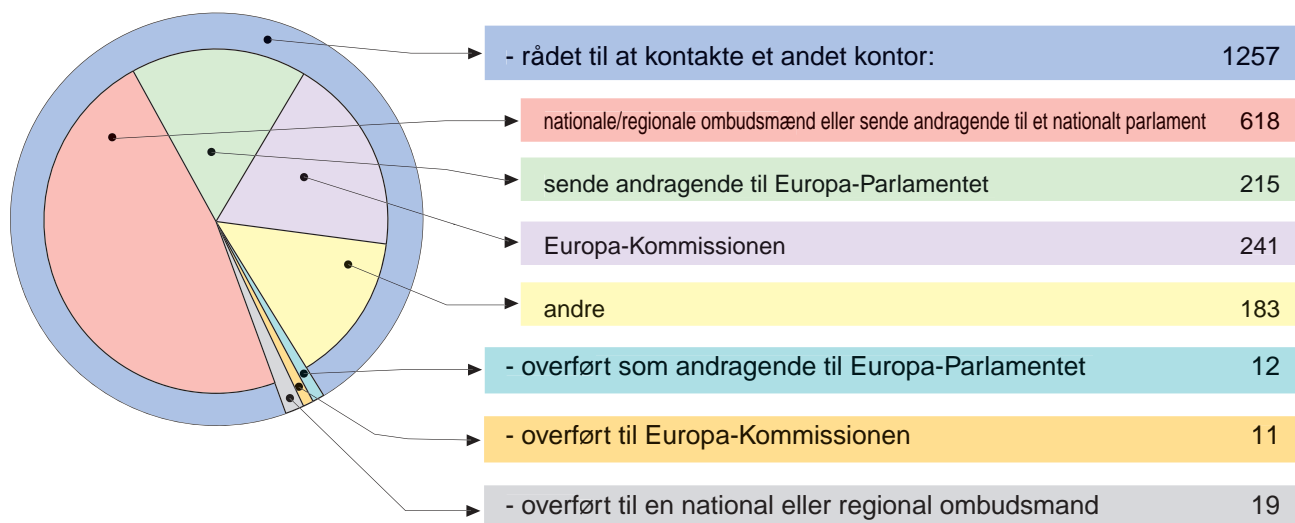 - rådet til at kontakte et andet kontor: 1257
nationale/regionale ombudsmænd eller sende andragende til et nationalt parlament 618
sende andragende til Europa-Parlamentet 215
Europa-Kommissionen 241
andre 183
- overført som andragende til Europa-Parlamentet 12
- overført til Europa-Kommissionen 11
- overført til en national eller regional ombudsmand 19